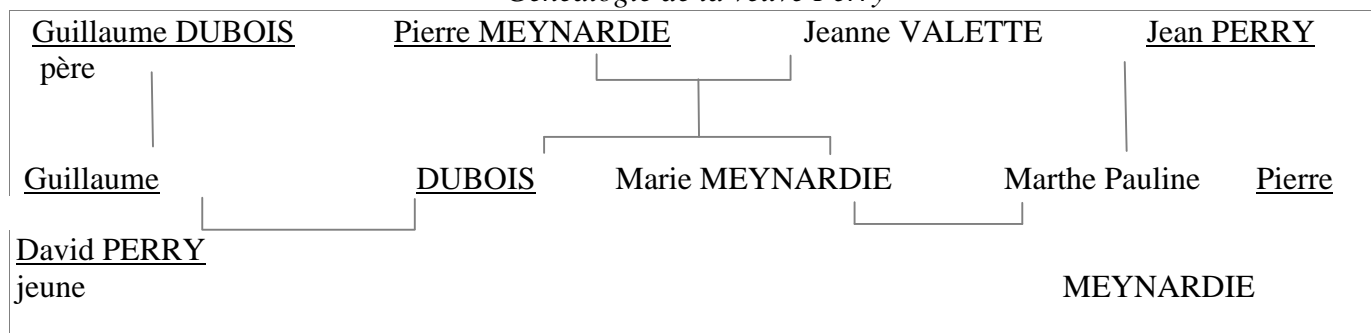 Généalogie de la veuve Perry
Guillaume DUBOIS Pierre MEYNARDIE Jeanne VALETTE Jean PERRY
père
Guillaume DUBOIS Marie MEYNARDIE Marthe Pauline Pierre
David PERRY
jeune MEYNARDIE